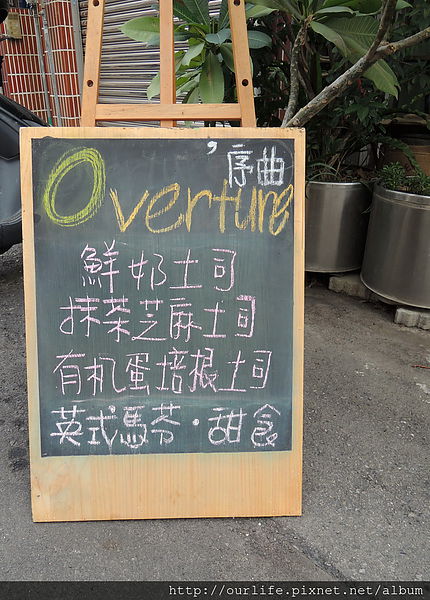 序曲
Overture
鮮奶土司
抹茶芝麻土司
有机蛋培根土司
英式馬芬·甜食
http://ourlife.pixnet.net/album